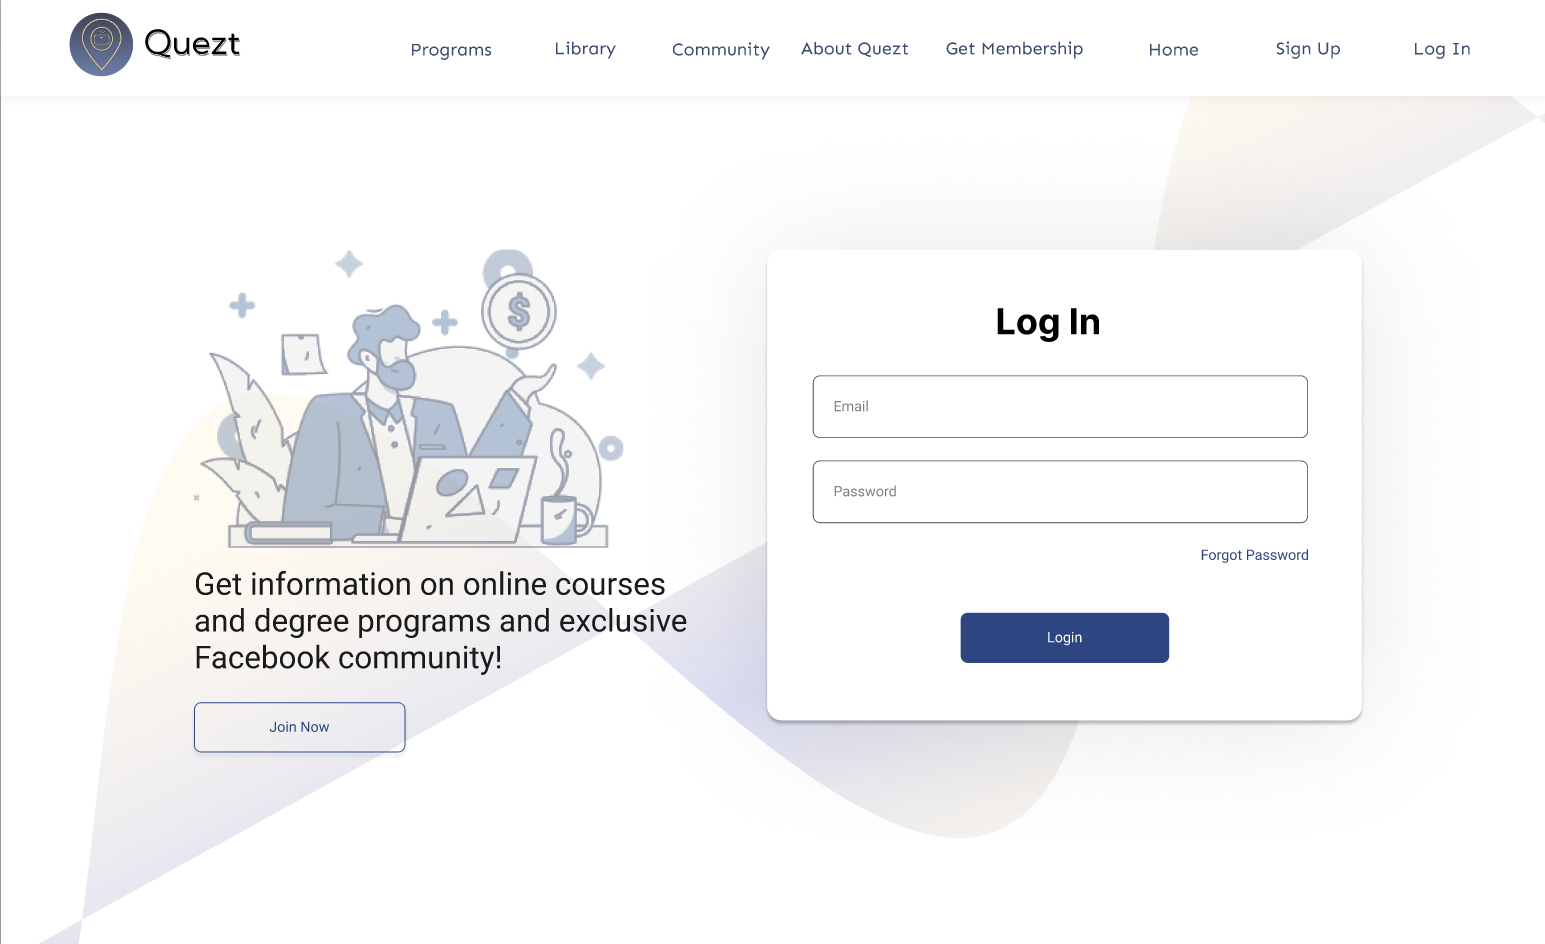 Quezt
Programs
Library
Community
About Quezt
Get Membership
Home
Sign Up
Log In
$
Log In
Email
Password
Forgot Password
Login
Get information on online courses
and degree programs and exclusive
Facebook community!
Join Now